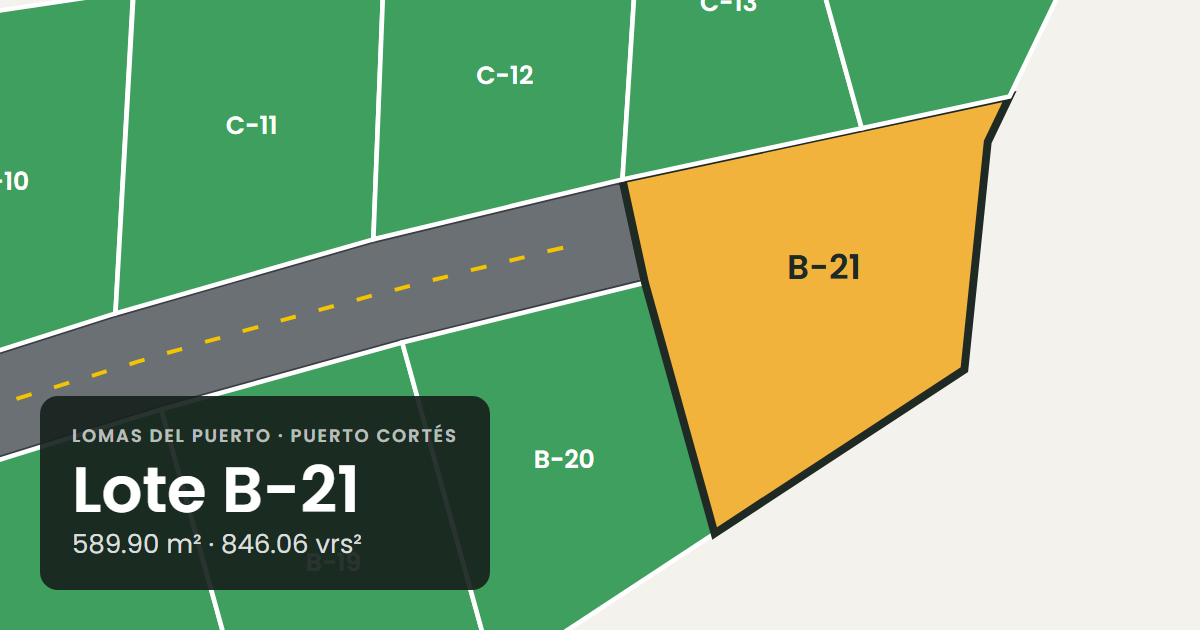 C-13
C-12
C-11
-10
B-21
B-20
LOMAS DEL PUERTO · PUERTO CORTÉS
Lote B-21
589.90 m² · 846.06 vrs²
B-19